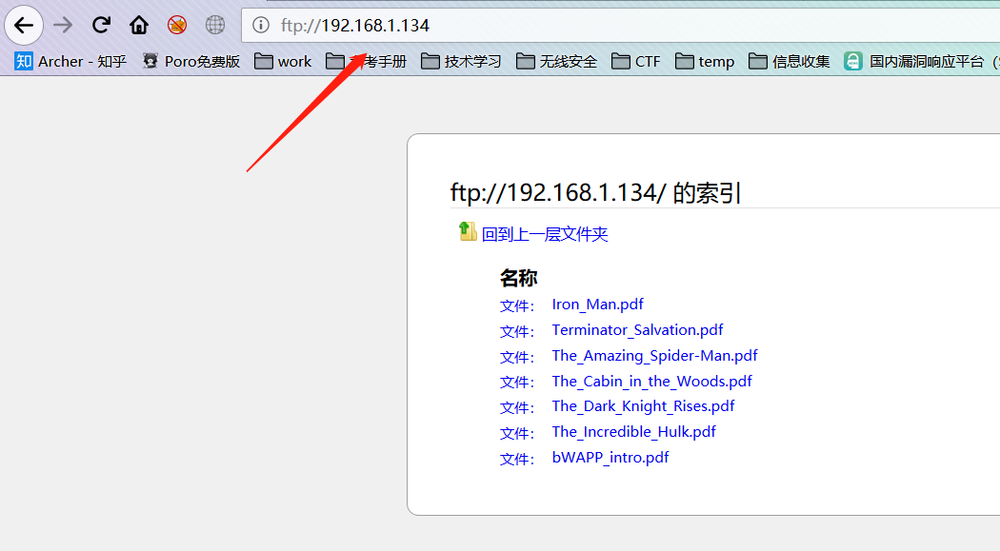 ftp://192.168.1.134
知 Archer - 知乎 Poro免费版 work 考手册 技术学习 无线安全 CTF temp 信息收集 国内漏洞响应平台
ftp://192.168.1.134/ 的索引
回到上一层文件夹
名称
文件： Iron_Man.pdf
文件： Terminator_Salvation.pdf
文件： The_Amazing_Spider-Man.pdf
文件： The_Cabin_in_the_Woods.pdf
文件： The_Dark_Knight_Rises.pdf
文件： The_Incredible_Hulk.pdf
文件： bWAPP_intro.pdf